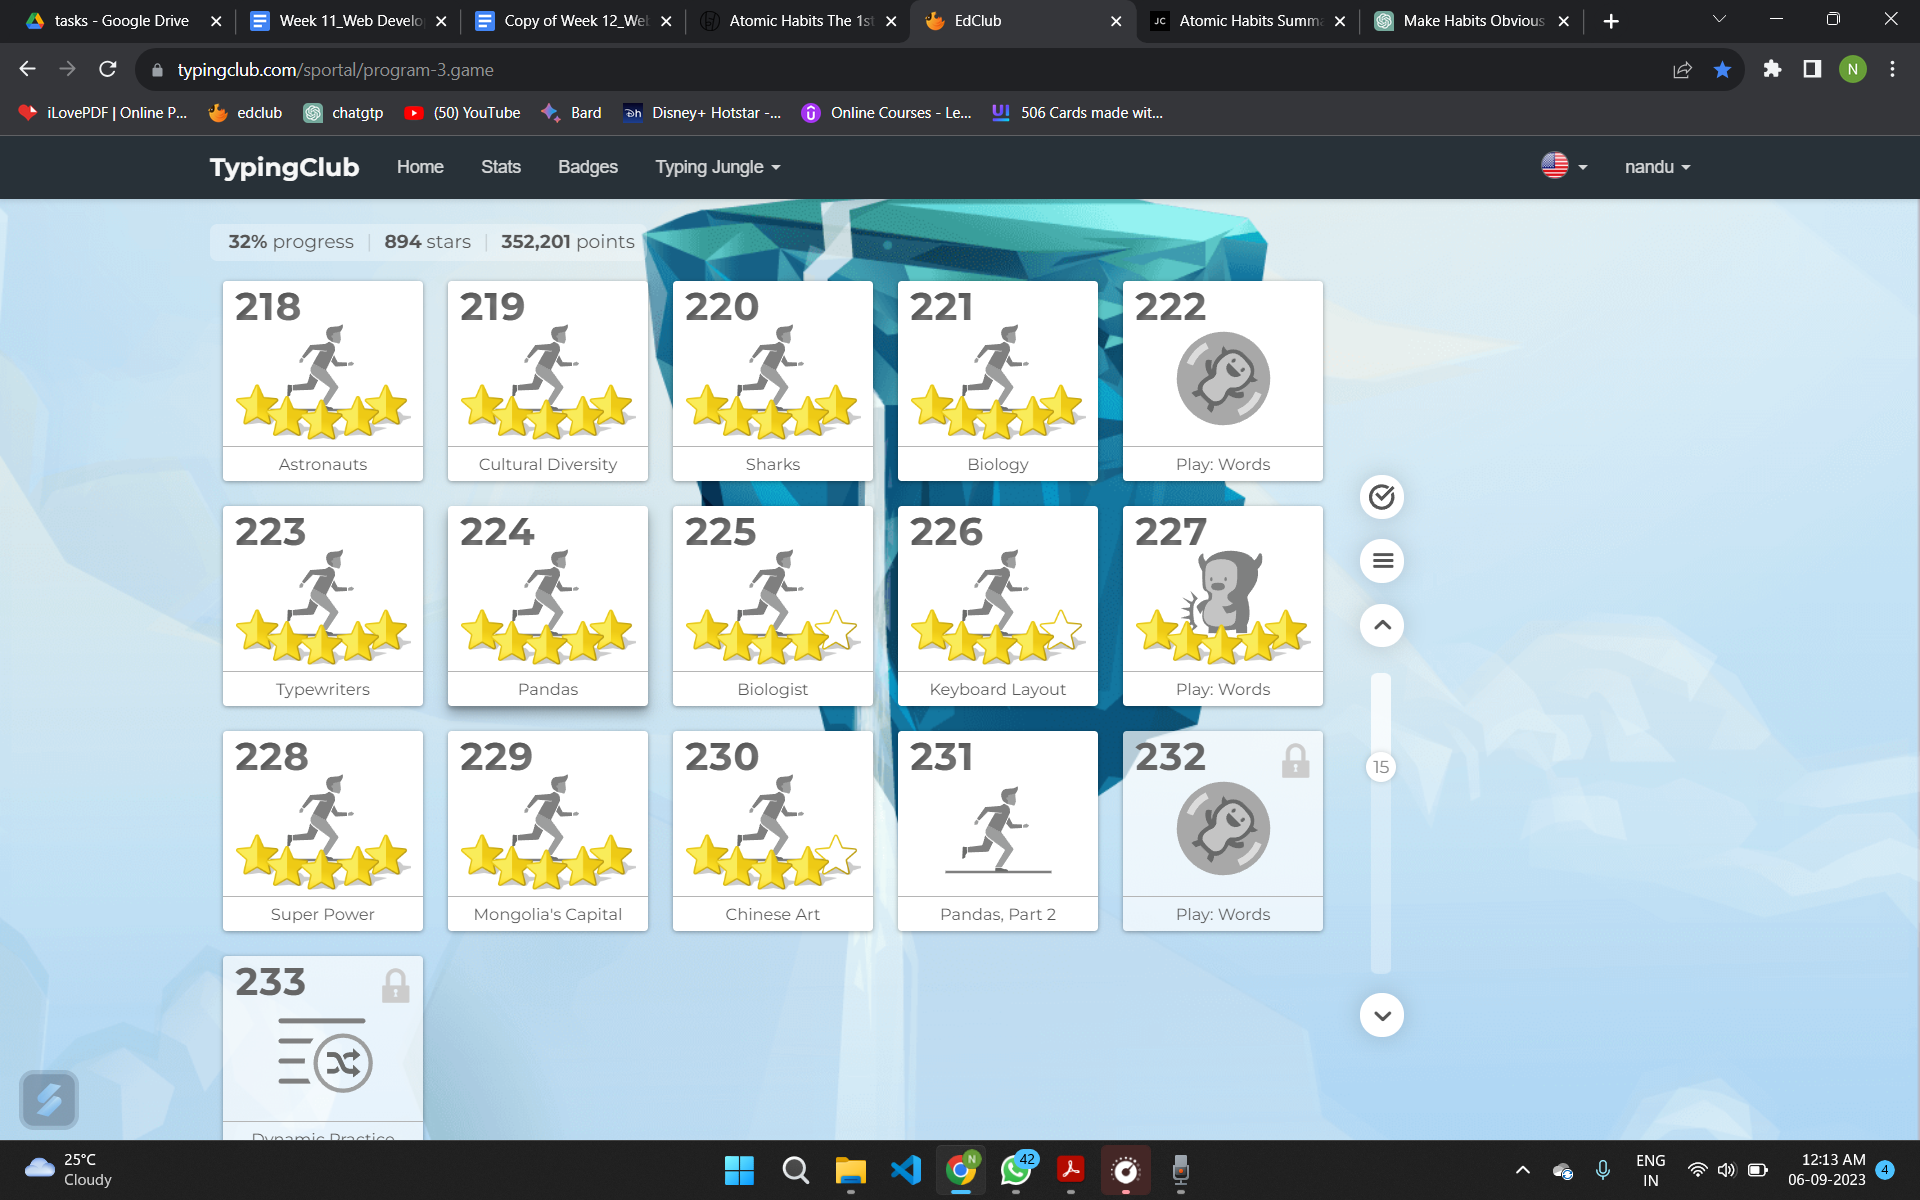 tasks - Google Drive
Week 11_Web Develo
Copy of Week 12_Web
Atomic Habits The 1st
EdClub
JC
Atomic Habits Summa
Make Habits Obvious
typingclub.com/sportal/program-3.game
N
iLovePDF | Online P...
edclub
chatgtp
(50) YouTube
Bard
Disney+ Hotstar -...
Online Courses - Le...
506 Cards made wit...
TypingClub
Home
Stats
Badges
Typing Jungle
nandu
32% progress
894 stars
352,201 points
218
219
220
221
222
Astronauts
Cultural Diversity
Sharks
Biology
Play: Words
223
224
225
226
227
Typewriters
Pandas
Biologist
Keyboard Layout
Play: Words
228
229
230
231
232
15
Super Power
Mongolia's Capital
Chinese Art
Pandas, Part 2
Play: Words
233
Dynamic Practice
25°C
Cloudy
N
42
ENG
IN
12:13 AM
06-09-2023
4